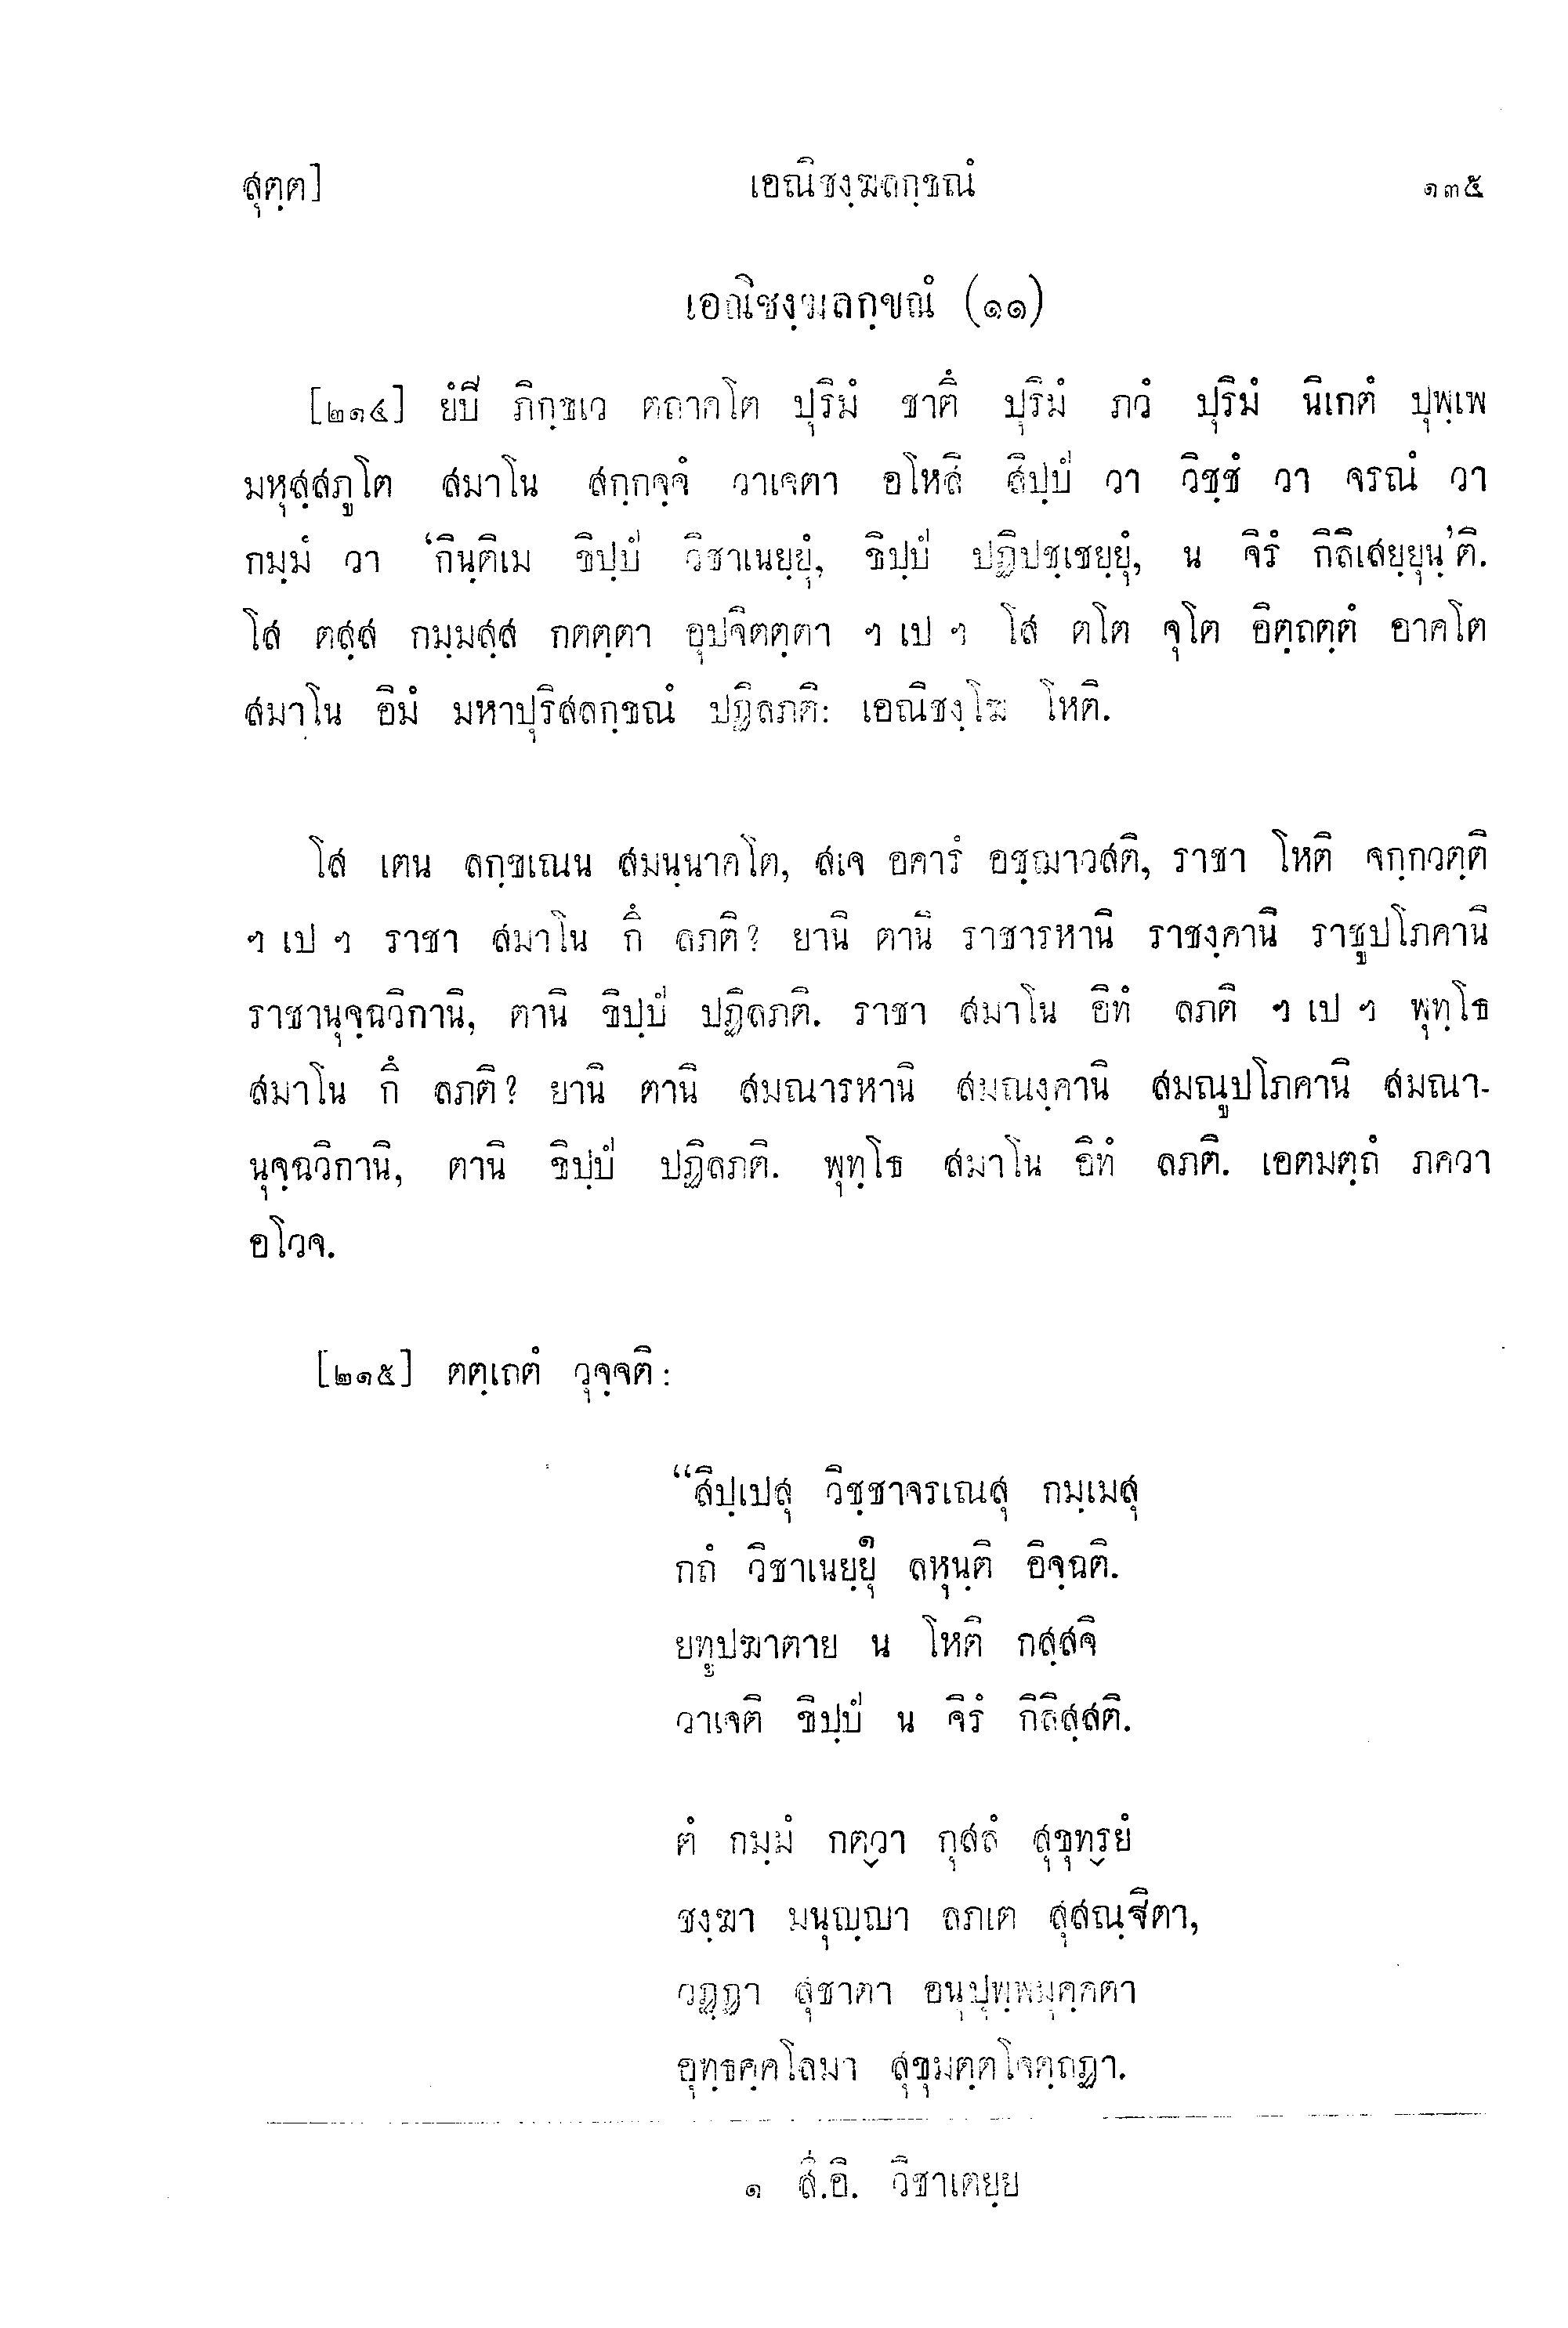 สุตฺต]
เอณิชงฺฆลกฺขณํ
๑๓๕
เอณิชงฺฆลกฺขณํ (๑๑)
[๒๑๔] ยํปิ ภิกฺขเว ตถาคโต ปุริมํ ชาตึ ปุริมํ ภวํ ปุริมํ นิเกตํ ปุพฺเพ
มหุสฺสภูโต สมาโน สกฺกจฺจํ วาเจตา อโหสิ สิปฺปํ วา วิชฺชํ วา จรณํ วา
กมฺมํ วา ‘กินฺติเม ขิปฺปํ วิชาเนยฺยุํ, ขิปฺปํ ปฏิปชฺเชยฺยุํ, น จิรํ กิลิเสยฺยุนฺ’ติ.
โส ตสฺส กมฺมสฺส กตตฺตา อุปจิตตฺตา ฯ เป ฯ โส ตโต จุโต อิตฺถตฺตํ อาคโต
สมาโน อิมํ มหาปุริสลกฺขณํ ปฏิลภติ: เอณิชงฺโฆ โหติ.
โส เตน ลกฺขเณน สมนฺนาคโต, สเจ อคารํ อชฺฌาวสติ, ราชา โหติ จกฺกวตฺติ
ฯ เป ฯ ราชา สมาโน กึ ลภติ? ยานิ ตานิ ราชารหานิ ราชงฺคานิ ราชูปโภคานิ
ราชานุจฺฉวิกานิ, ตานิ ขิปฺปํ ปฏิลภติ. ราชา สมาโน อิทํ ลภติ ฯ เป ฯ พุทฺโธ
สมาโน กึ ลภติ? ยานิ ตานิ สมณารหานิ สมณงฺคานิ สมณูปโภคานิ สมณา-
นุจฺฉวิกานิ, ตานิ ขิปฺปํ ปฏิลภติ. พุทฺโธ สมาโน อิทํ ลภติ. เอตมตฺถํ ภควา
อโวจ.
[๒๑๕] ตตฺเถตํ วุจฺจติ:
“สิปฺเปสุ วิชฺชาจรเณสุ กมฺเมสุ
กถํ วิชาเนยฺยุํ๑ ลหุนฺติ อิจฺฉติ.
ยทูปฆาตาย น โหติ กสฺสจิ
วาเจติ ขิปฺปํ น จิรํ กิลิสฺสติ.
ตํ กมฺมํ กตฺวา กุสลํ สุขุทฺรยํ
ชงฺฆา มนุญฺญา ลภเต สุสณฺฐิตา,
วฏฺฏา สุชาตา อนุปุพฺพมุคฺคตา
อุทฺธคฺคโลมา สุขุมตฺตโจตฺถฏา.
๑ สี.อิ. วิชาเตยฺย